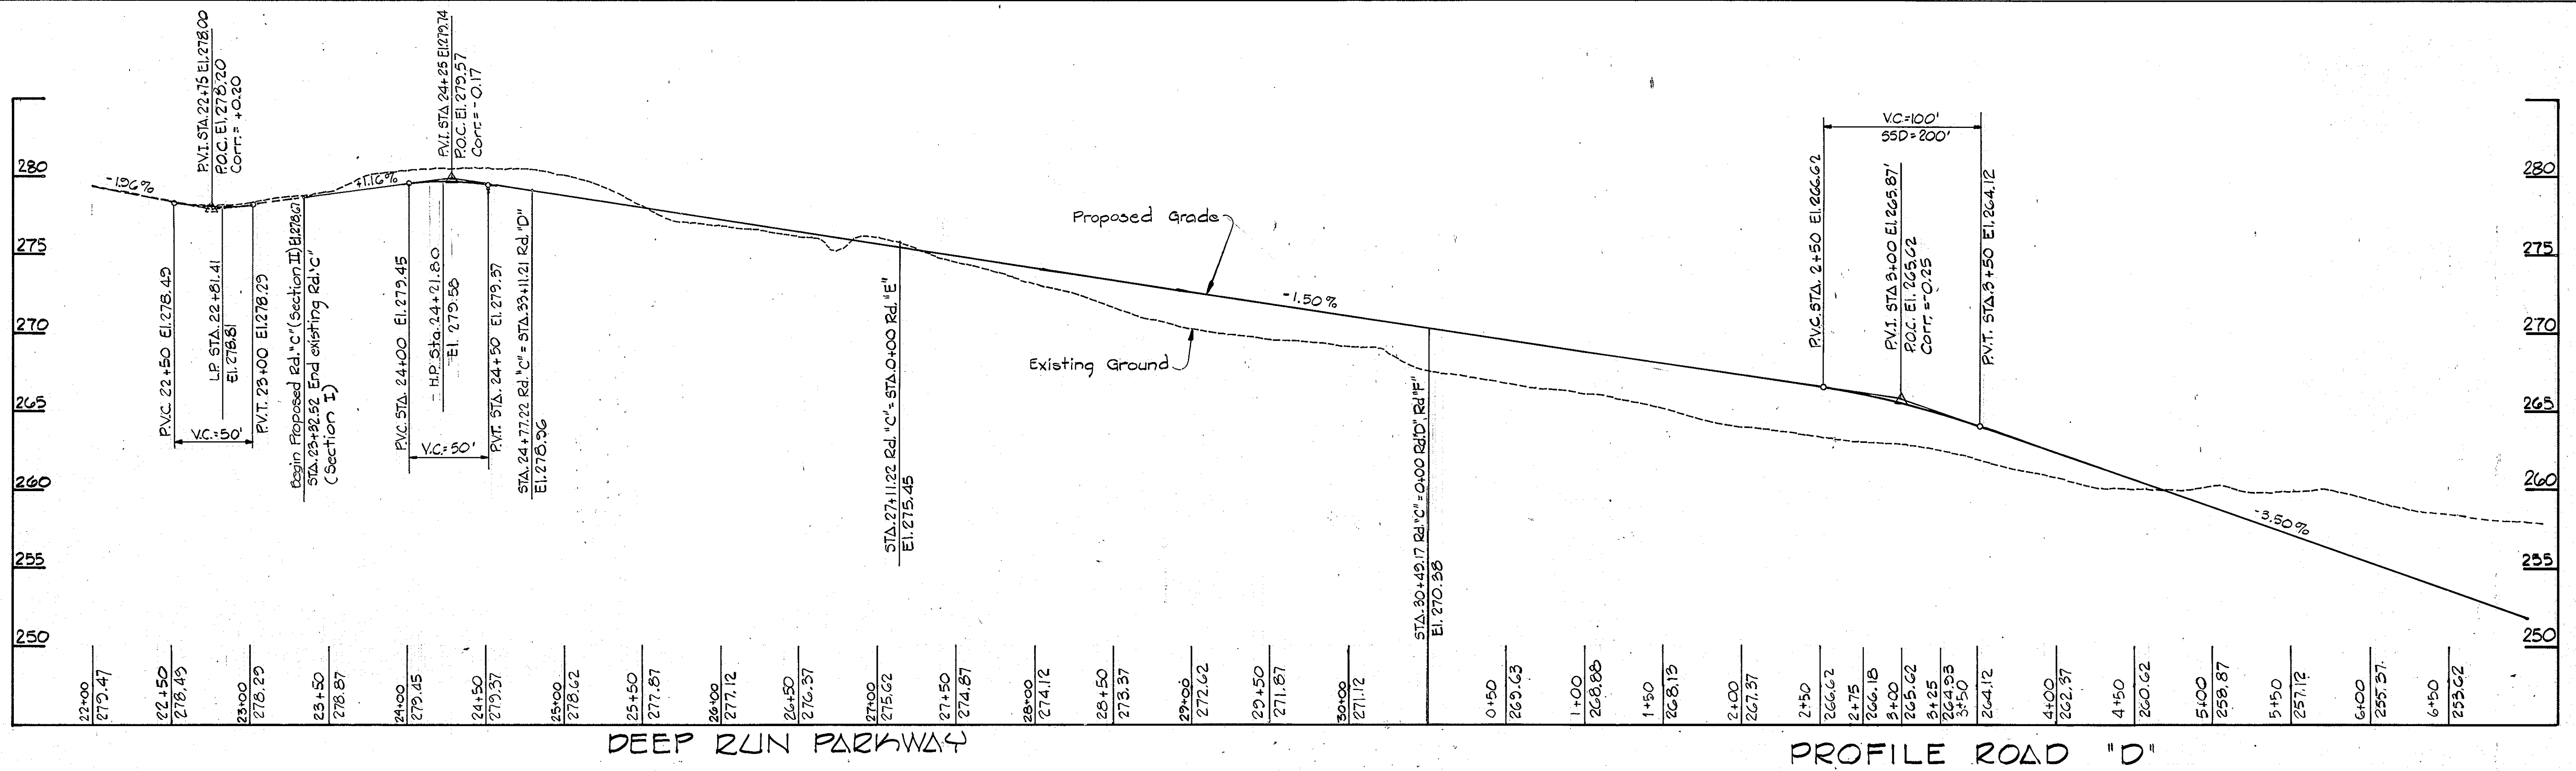 P.V.I. STA. 22+75 El. 278.00
P.O.C. El. 278.20
Corr. = +0.20
P.V.I. STA 24+25 El 279.74
P.O.C. El. 279.57
Corr. = -0.17
V.C.=100'
SSD=200'
280
275
270
265
260
255
250
-1.96%
+1.16%
P.V.C. 22+50 El. 278.49
L.P. STA. 22+81.41
El. 278.81
P.V.T. 23+00 El. 278.29
V.C.=50'
Begin Proposed Rd. "C" (Section II) El. 278.67
STA. 23+32.52 End existing Rd. "C"
(Section I)
P.V.C. STA. 24+00 El. 279.45
H.P. Sta. 24+21.80
El. 279.58
P.V.T. STA. 24+50 El. 279.37
V.C.=50'
STA. 24+77.22 Rd. "C" = STA. 33+11.21 Rd. "D"
El. 278.96
STA. 27+11.22 Rd. "C" = STA. 0+00 Rd. "E"
El. 275.45
Proposed Grade
Existing Ground
-1.50%
STA. 30+49.17 Rd. "C" = 0+00 Rd. "D", Rd "F"
El. 270.38
P.V.C. STA. 2+50 El. 266.62
P.V.I. STA 3+00 El. 265.87'
P.O.C. El. 265.62
Corr. = -0.25
P.V.T. STA. 3+50 El. 264.12
-3.50%
280
275
270
265
260
255
250
22+00
279.47
22+50
278.49
23+00
278.29
23+50
278.87
24+00
279.45
24+50
279.37
25+00
278.62
25+50
277.87
26+00
277.12
26+50
276.37
27+00
275.62
27+50
274.87
28+00
274.12
28+50
273.37
29+00
272.62
29+50
271.87
30+00
271.12
0+50
269.63
1+00
268.88
1+50
268.13
2+00
267.37
2+50
266.62
2+75
266.18
3+00
265.62
3+25
264.93
3+50
264.12
4+00
262.37
4+50
260.62
5+00
258.87
5+50
257.12
6+00
255.37
6+50
253.62
DEEP RUN PARKWAY
PROFILE ROAD "D"